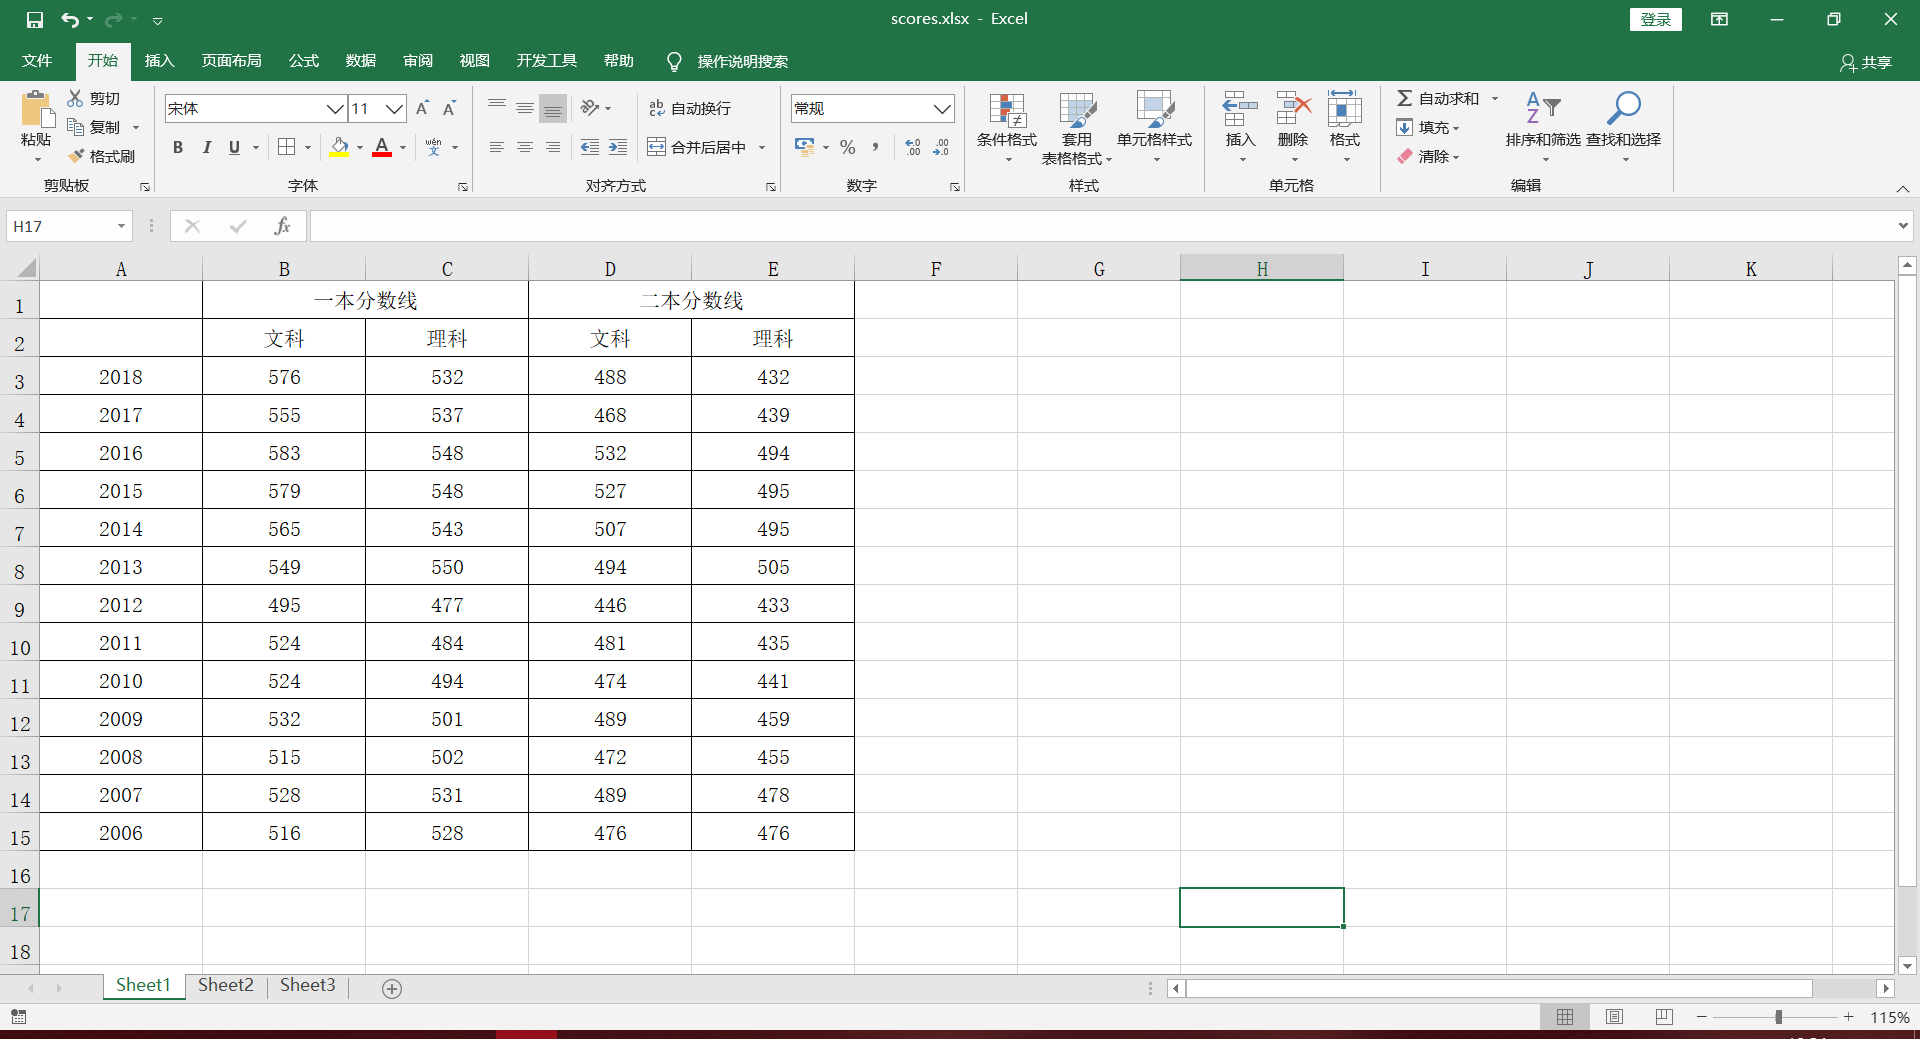 scores.xlsx - Excel
登录
文件 开始 插入 页面布局 公式 数据 审阅 视图 开发工具 帮助 操作说明搜索 共享
粘贴
剪切
复制
格式刷
剪贴板
宋体 11
B I U
wén
文
字体
ab 自动换行
合并后居中
对齐方式
常规
%
数字
条件格式
套用
表格格式
单元格样式
样式
插入 删除 格式
单元格
自动求和
填充
清除
排序和筛选 查找和选择
编辑
H17 fx
A B C D E F G H I J K
1 一本分数线 二本分数线
2 文科 理科 文科 理科
3 2018 576 532 488 432
4 2017 555 537 468 439
5 2016 583 548 532 494
6 2015 579 548 527 495
7 2014 565 543 507 495
8 2013 549 550 494 505
9 2012 495 477 446 433
10 2011 524 484 481 435
11 2010 524 494 474 441
12 2009 532 501 489 459
13 2008 515 502 472 455
14 2007 528 531 489 478
15 2006 516 528 476 476
16
17
18
Sheet1 Sheet2 Sheet3
115%